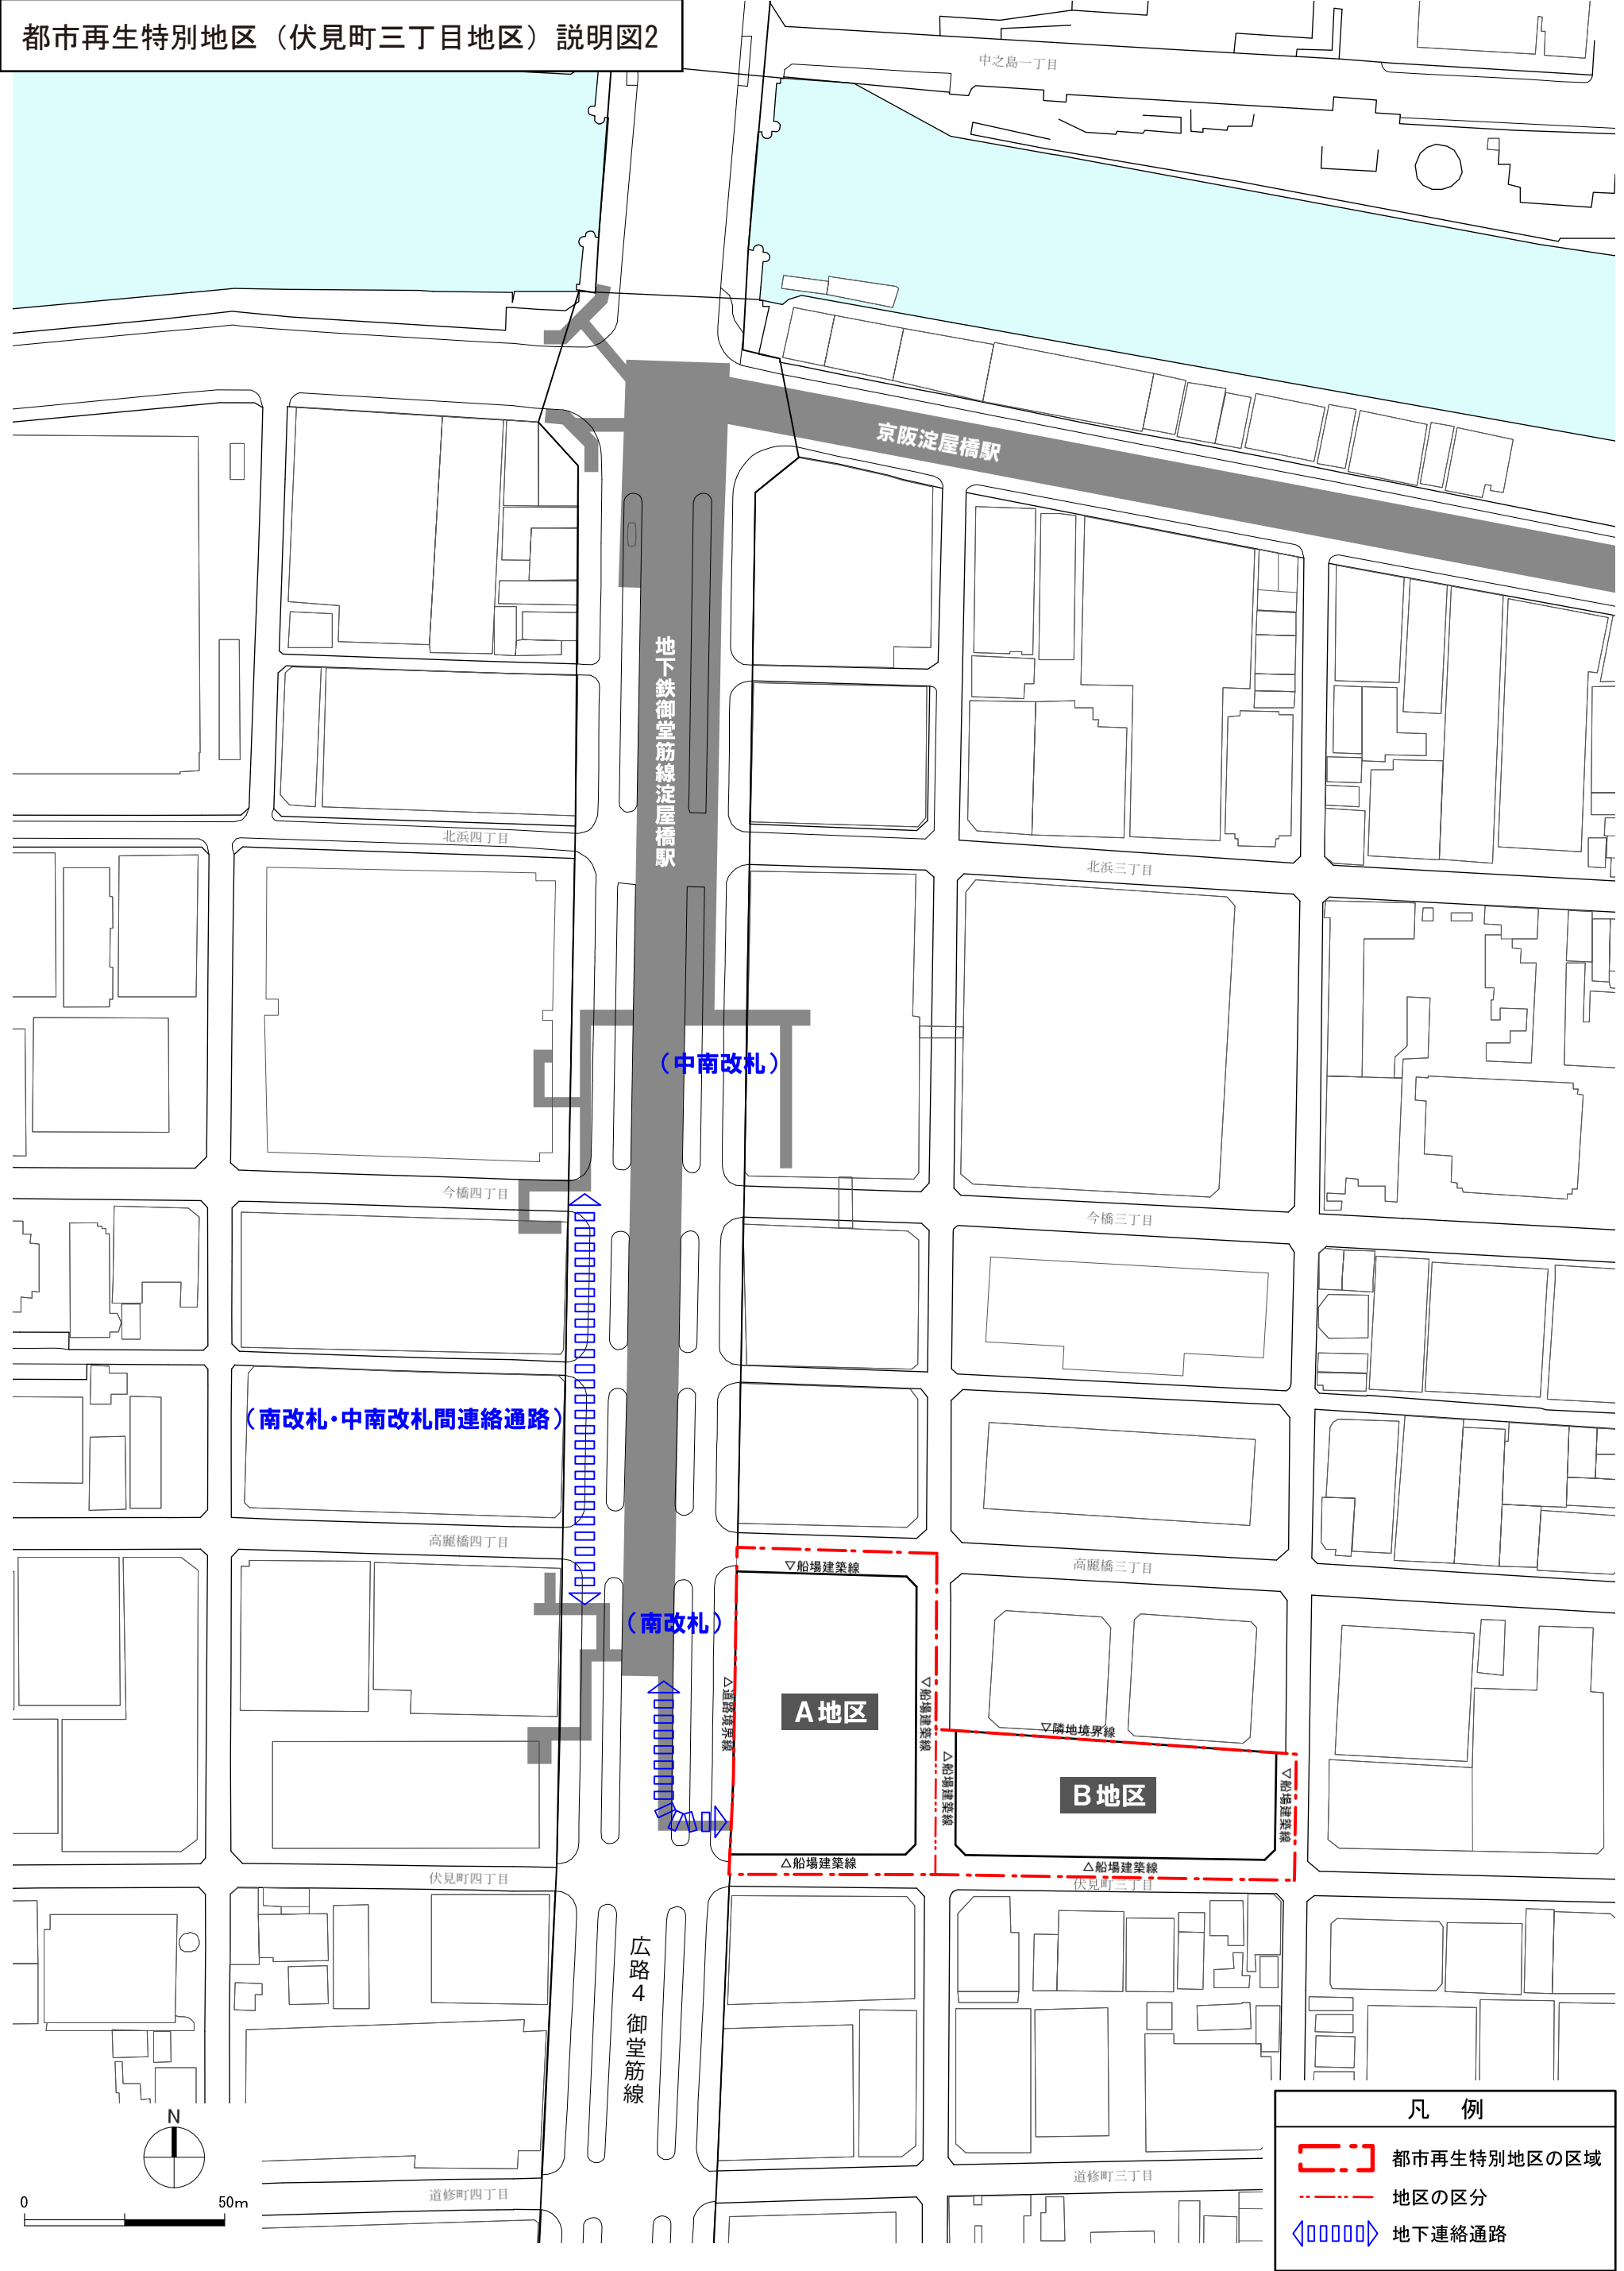 都市再生特別地区（伏見町三丁目地区）説明図2
中之島一丁目
京阪淀屋橋駅
地下鉄御堂筋線淀屋橋駅
北浜四丁目
北浜三丁目
（中南改札）
今橋四丁目
今橋三丁目
（南改札・中南改札間連絡通路）
高麗橋四丁目
高麗橋三丁目
▽船場建築線
（南改札）
△道路境界線
A地区
▽船場建築線
▽隣地境界線
△船場建築線
B地区
▽船場建築線
△船場建築線
△船場建築線
伏見町四丁目
伏見町三丁目
広路4 御堂筋線
N
0 50m
道修町四丁目
道修町三丁目
凡 例
都市再生特別地区の区域
地区の区分
地下連絡通路